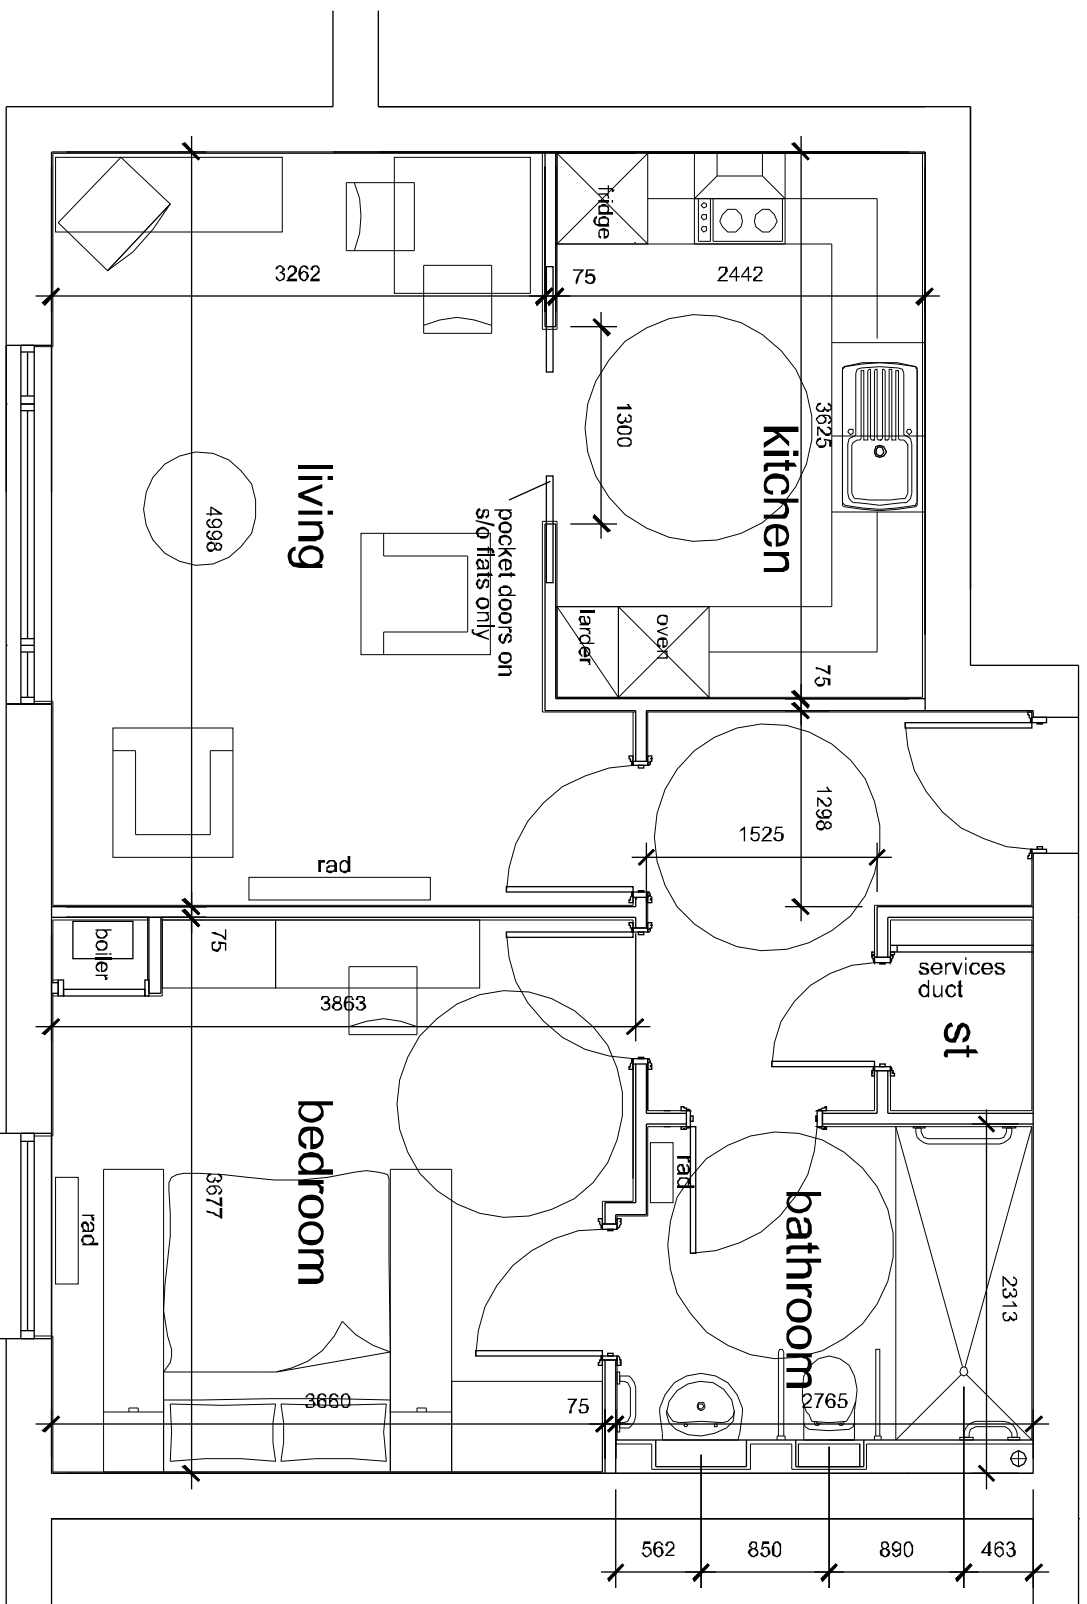 fridge
3262
75
2442
1300
3625
kitchen
living
4998
pocket doors on
s/o flats only
larder
oven
75
1298
1525
rad
boiler
75
3863
services
duct
st
bedroom
3677
rad
rad
bathroom
2313
3660
75
2765
562
850
890
463